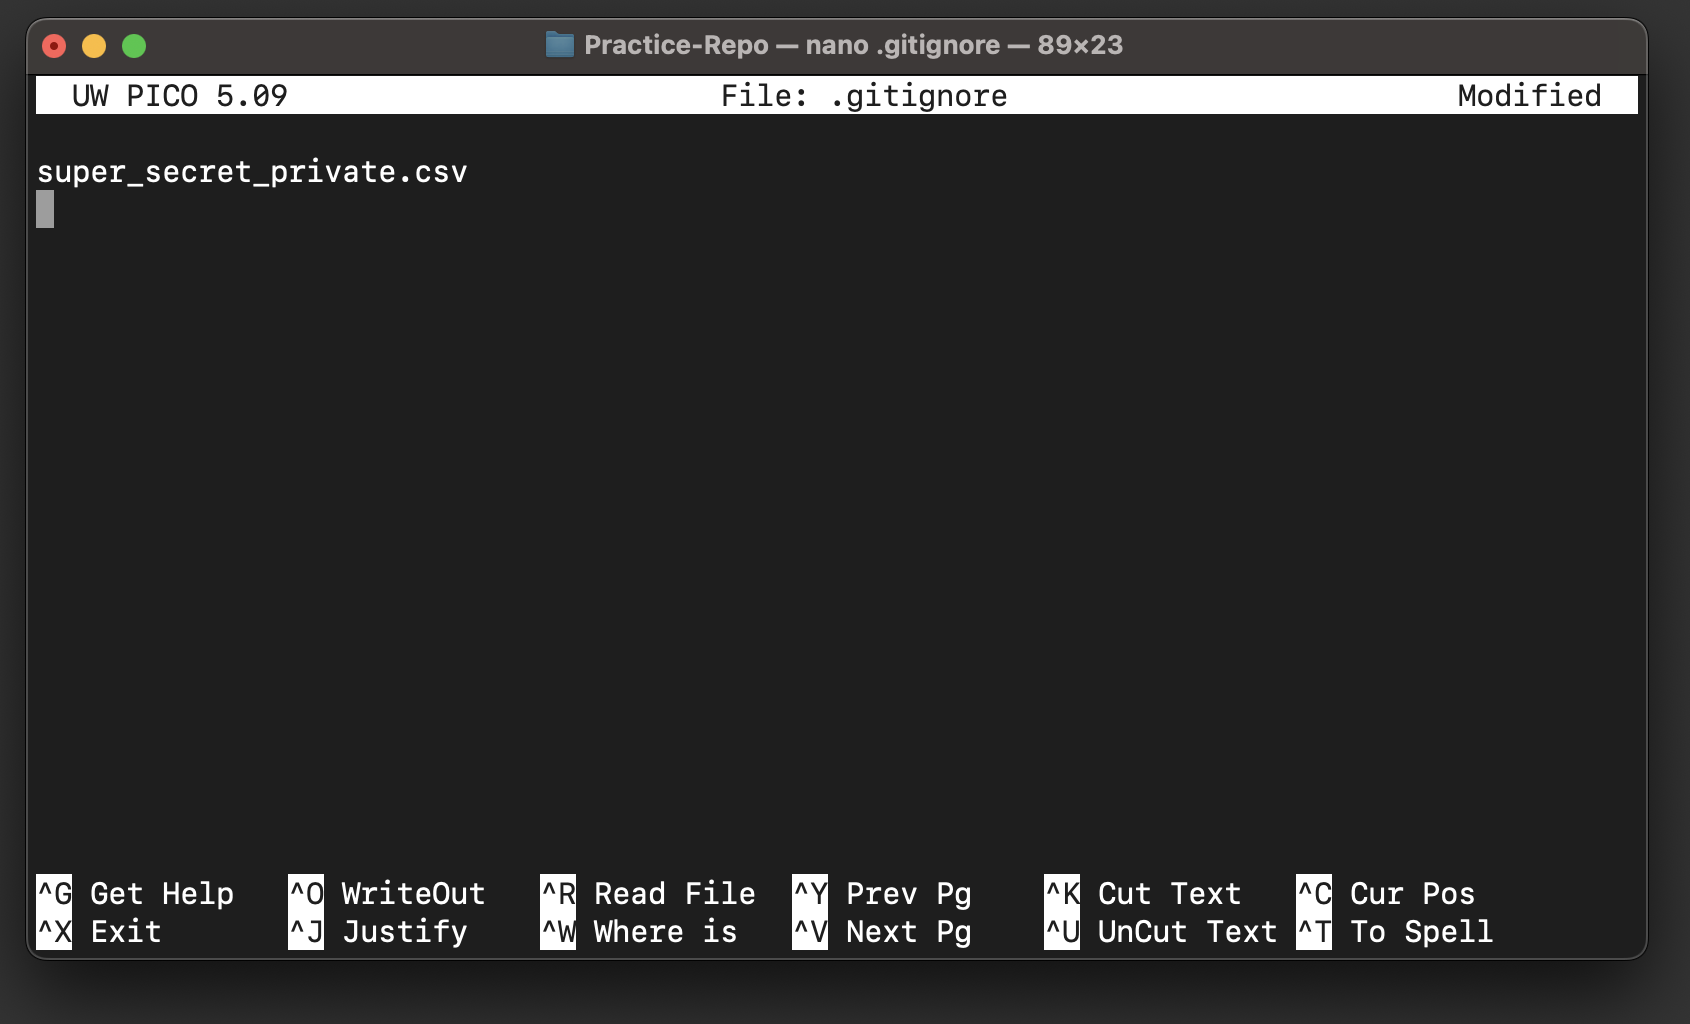 Practice-Repo — nano .gitignore — 89×23
UW PICO 5.09 File: .gitignore Modified
super_secret_private.csv
^G Get Help ^O WriteOut ^R Read File ^Y Prev Pg ^K Cut Text ^C Cur Pos
^X Exit ^J Justify ^W Where is ^V Next Pg ^U UnCut Text ^T To Spell